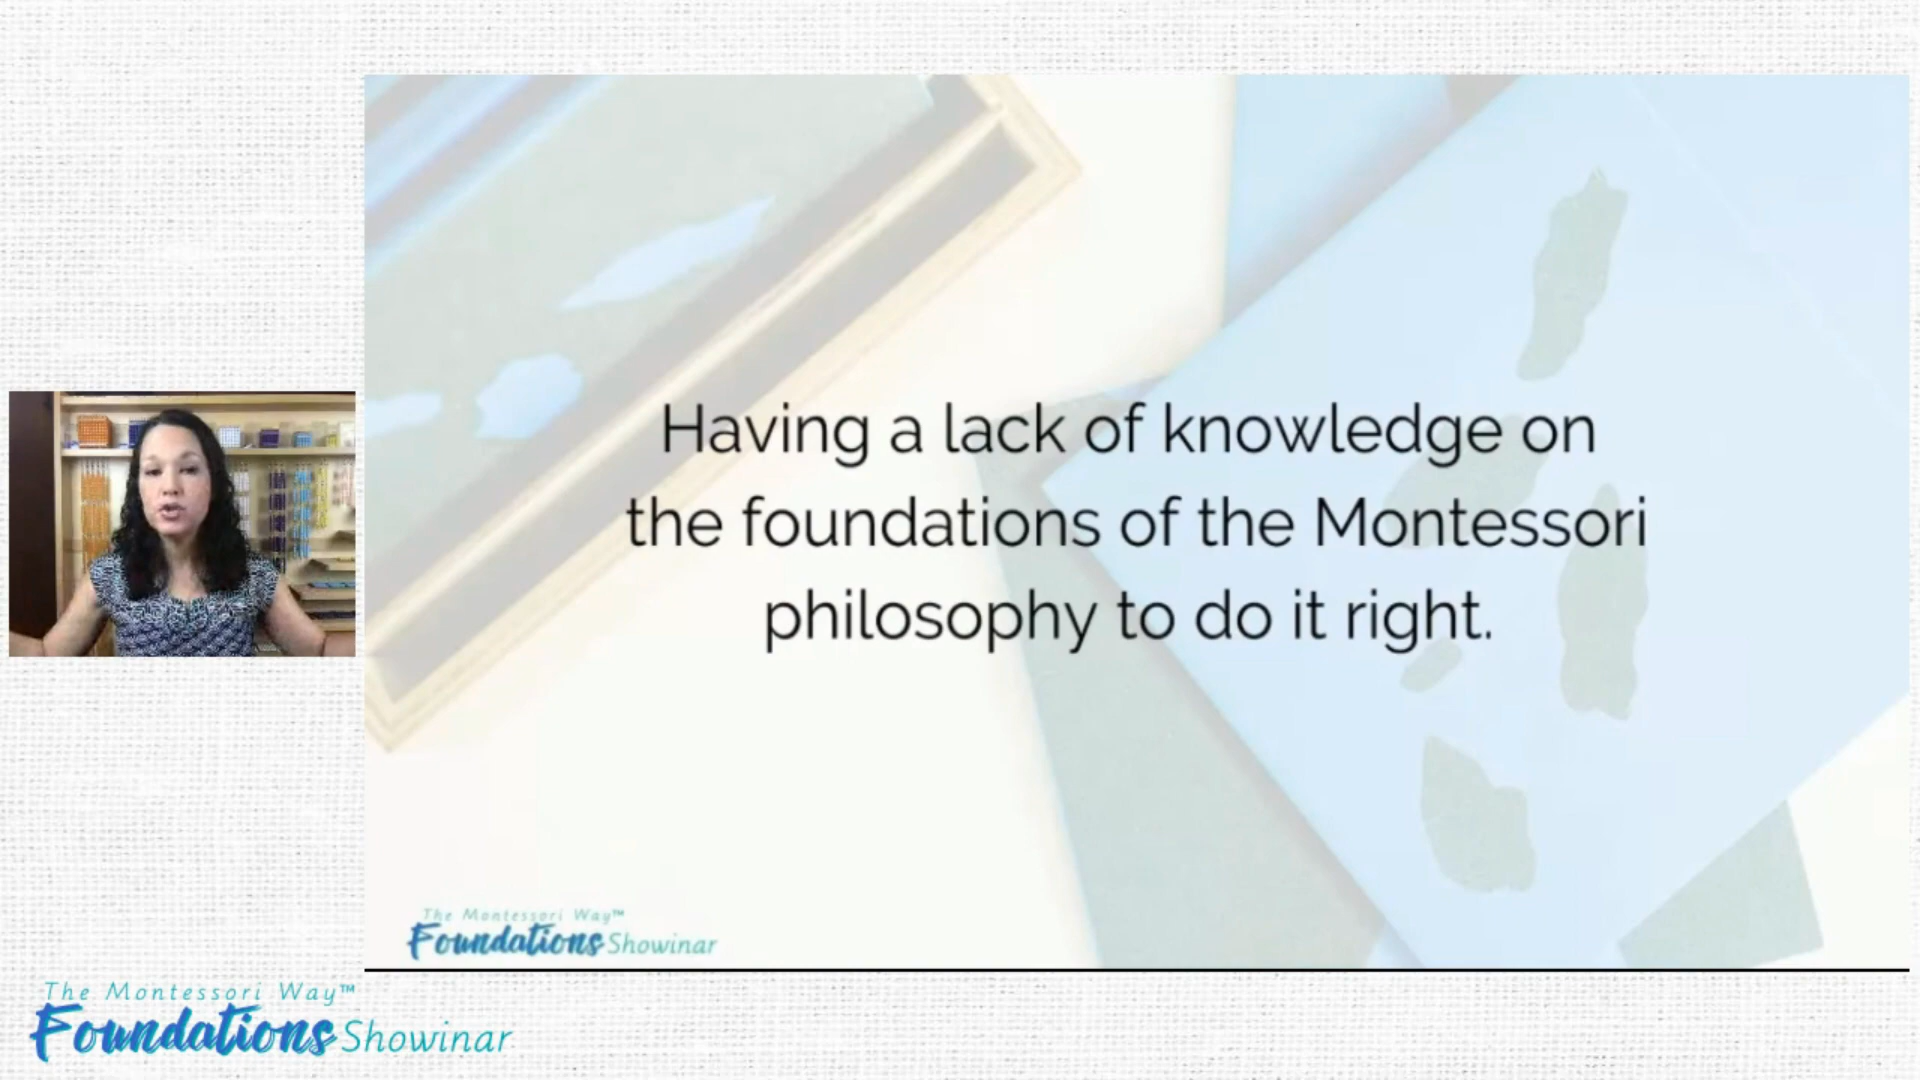 Having a lack of knowledge on
the foundations of the Montessori
philosophy to do it right.
The Montessori Way™
Foundations Showinar
The Montessori Way™
Foundations Showinar